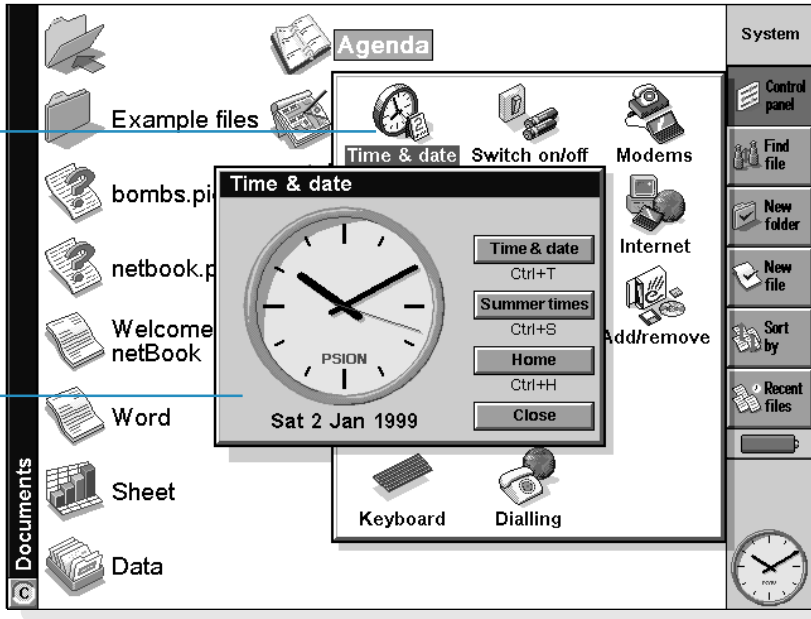 System
Agenda
Control
panel
Example files
Time & date
Switch on/off
Modems
Find
file
Time & date
bombs.pi
New
folder
Time & date
Ctrl+T
Internet
netbook.p
New
file
Summer times
Ctrl+S
Welcome
netBook
Add/remove
Sort
by
PSION
Home
Ctrl+H
Recent
files
Word
Sat 2 Jan 1999
Close
Documents
Sheet
Keyboard
Dialling
Data
C